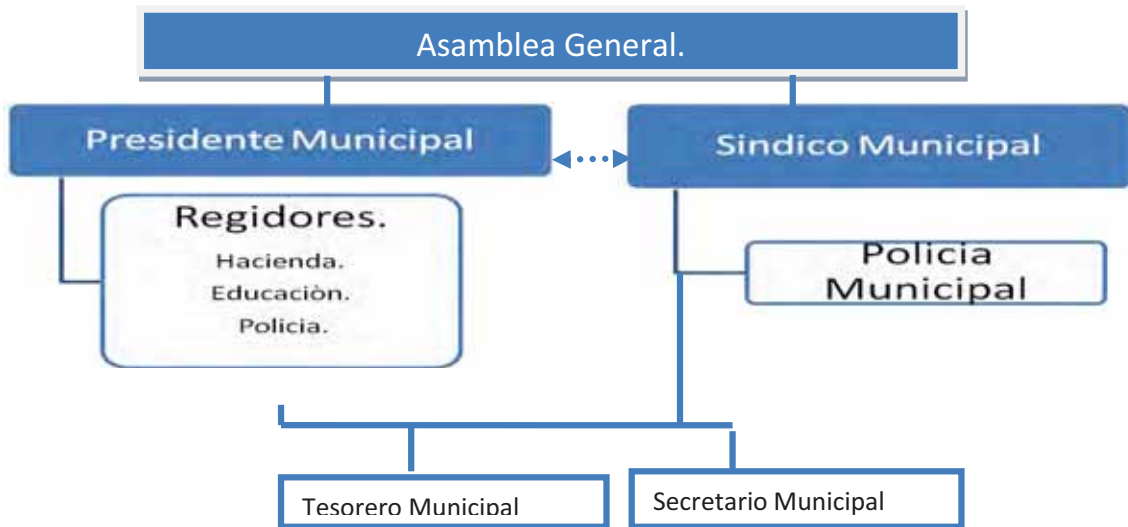 Asamblea General.
Presidente Municipal
Sindico Municipal
Regidores.
Hacienda.
Educaciòn.
Policia.
Policia
Municipal
Tesorero Municipal
Secretario Municipal